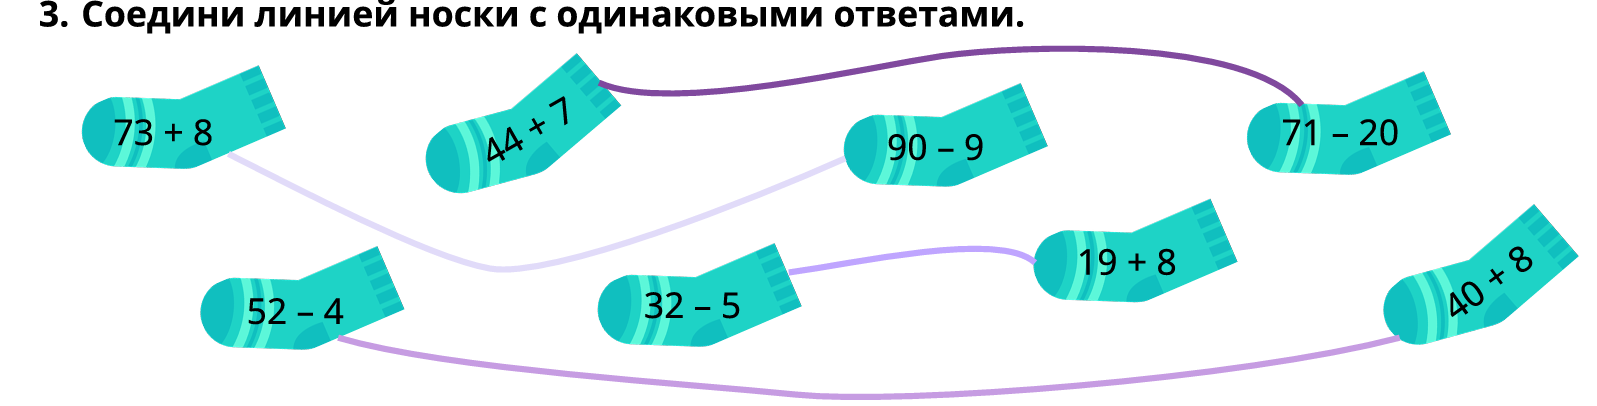 3. Соедини линией носки с одинаковыми ответами.
73 + 8
44 + 7
90 – 9
71 – 20
52 – 4
32 – 5
19 + 8
40 + 8